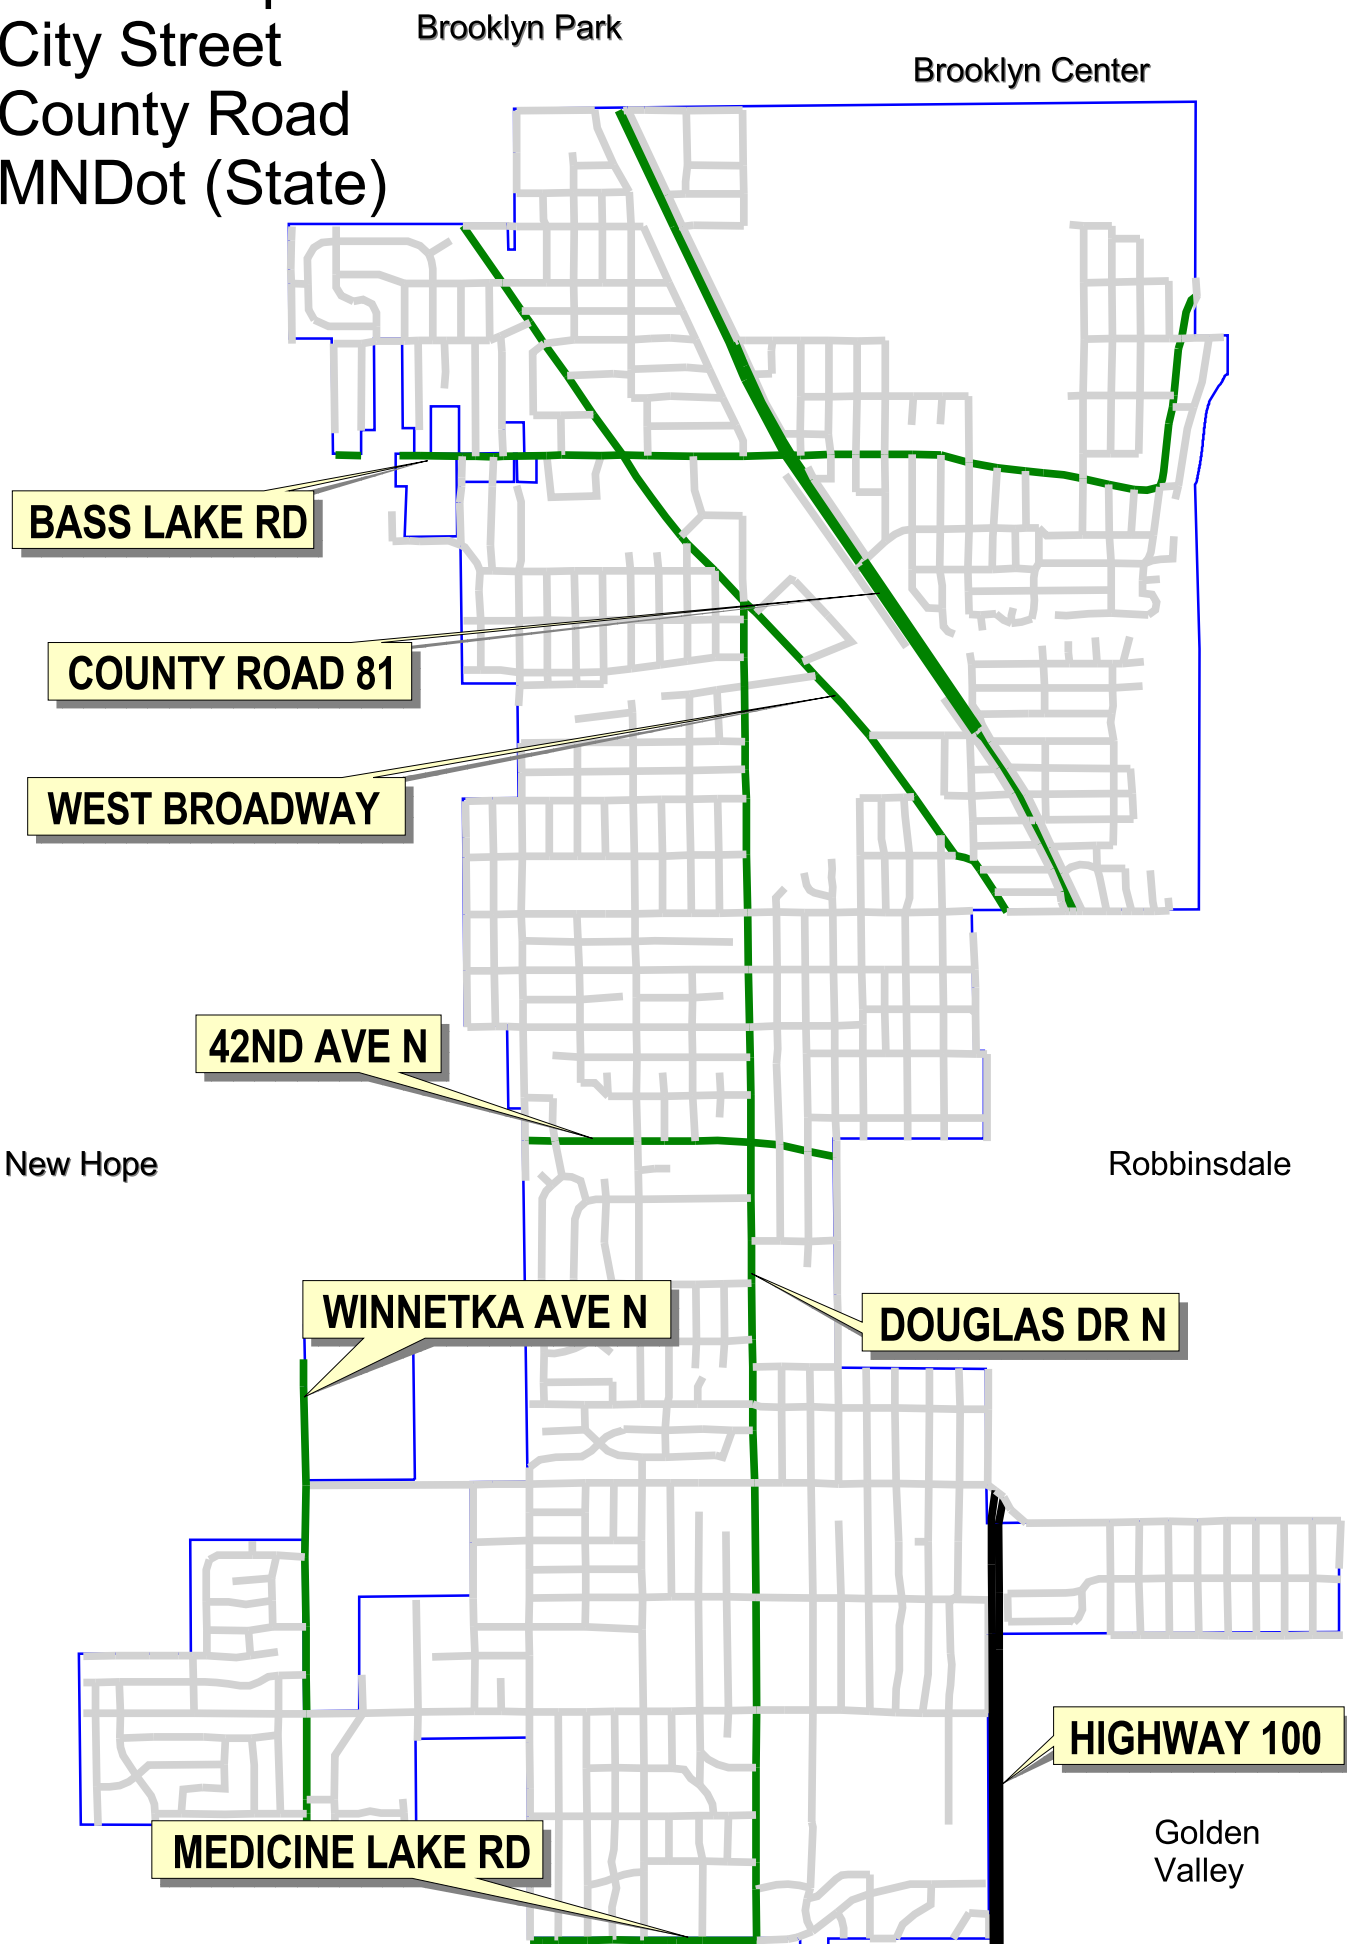 City Street
County Road
MNDot (State)
Brooklyn Park
Brooklyn Center
BASS LAKE RD
COUNTY ROAD 81
WEST BROADWAY
42ND AVE N
New Hope
Robbinsdale
WINNETKA AVE N
DOUGLAS DR N
HIGHWAY 100
MEDICINE LAKE RD
Golden
Valley